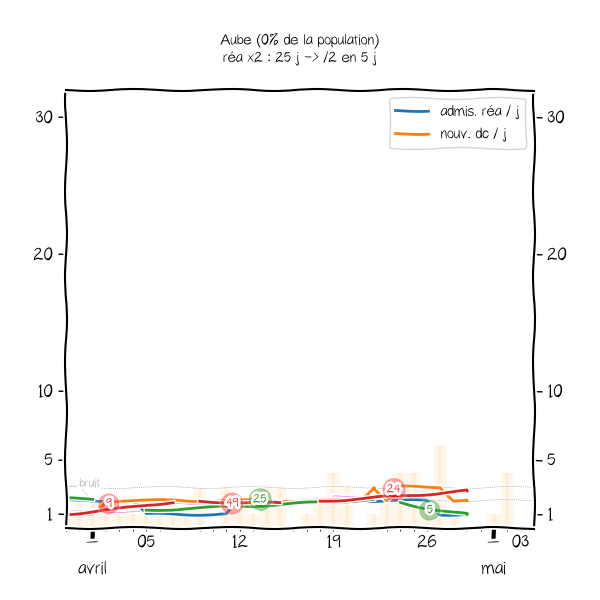 Aube (0% de la population)
réa x2 : 25 j -> /2 en 5 j
admis. réa / j
nouv. dc / j
30 30
20 20
10 10
5 5
bruit
9 49 25 24 5
1 1
05 12 19 26 03
avril mai